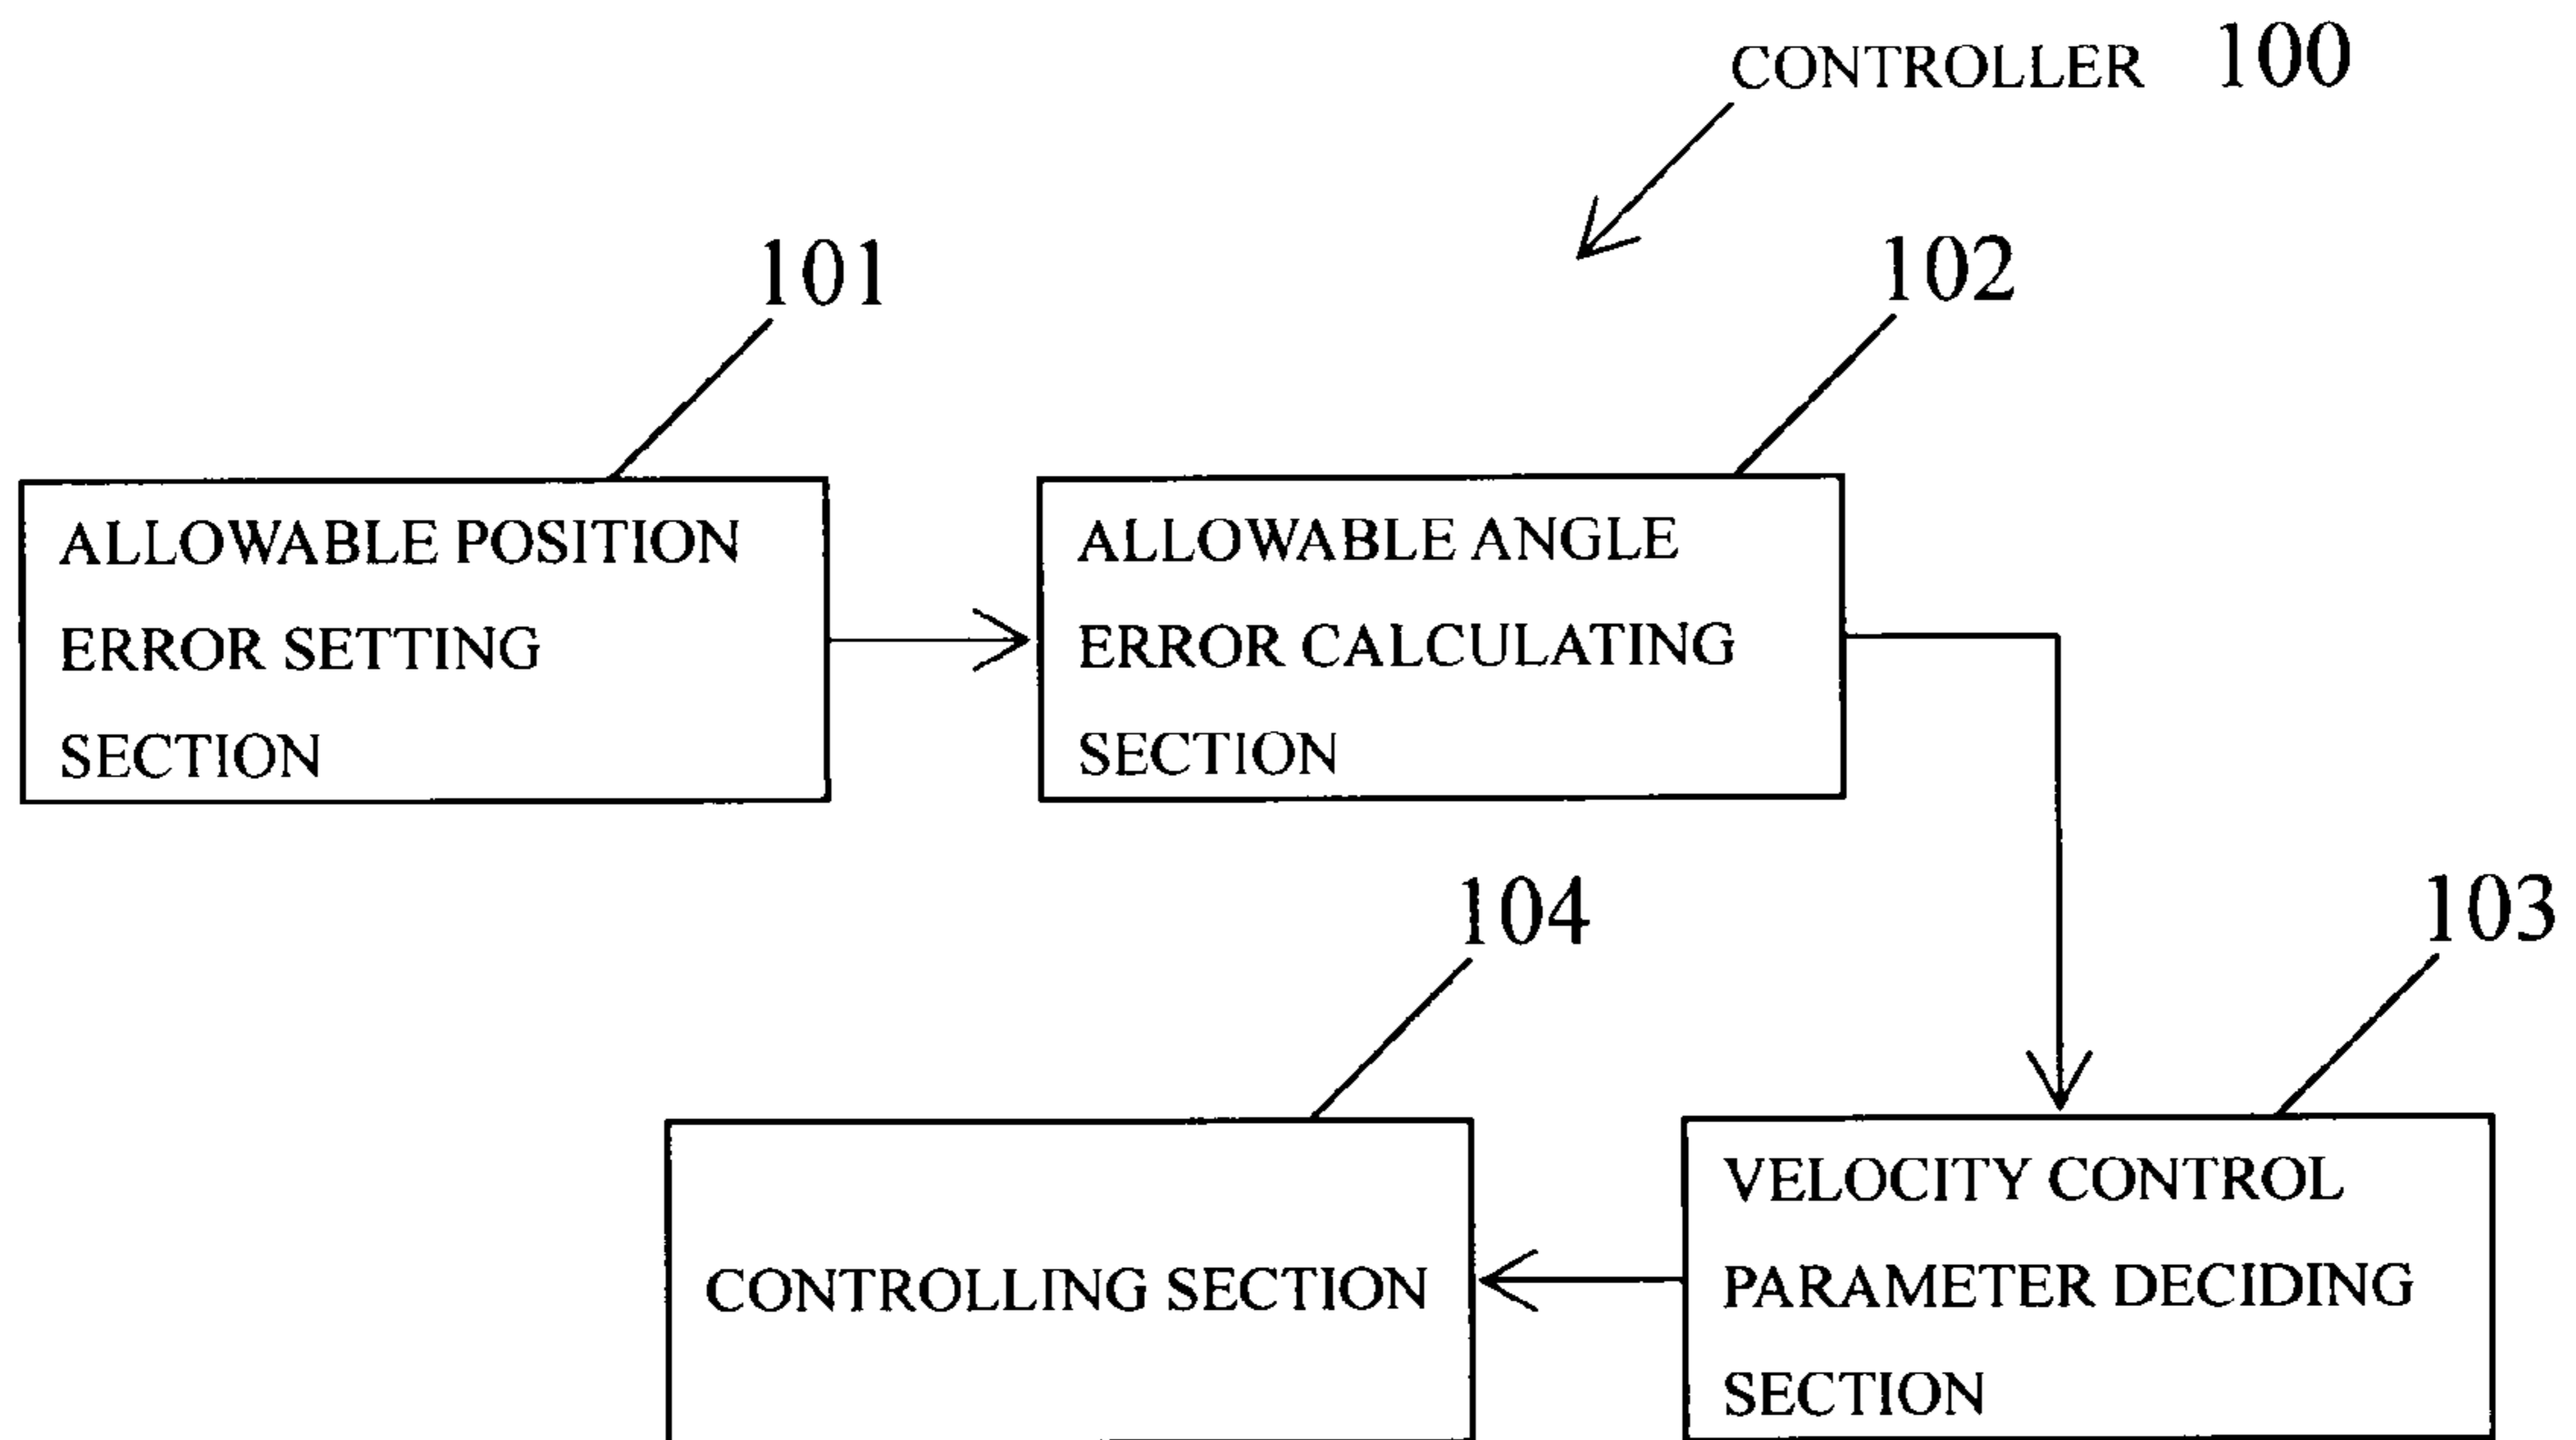 CONTROLLER 100
101
102
ALLOWABLE POSITION
ERROR SETTING
SECTION
ALLOWABLE ANGLE
ERROR CALCULATING
SECTION
104
103
CONTROLLING SECTION
VELOCITY CONTROL
PARAMETER DECIDING
SECTION